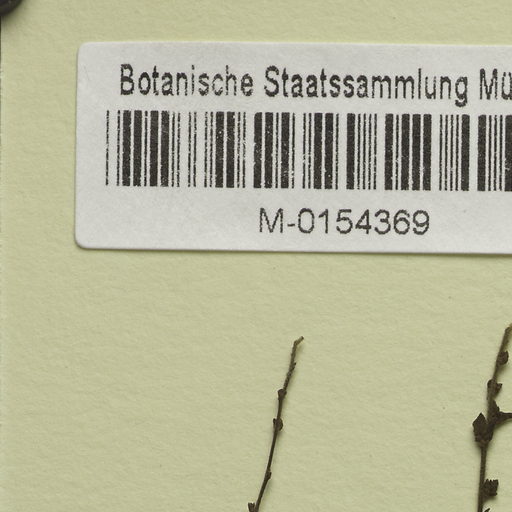 Botanische Staatssammlung Mü
M-0154369